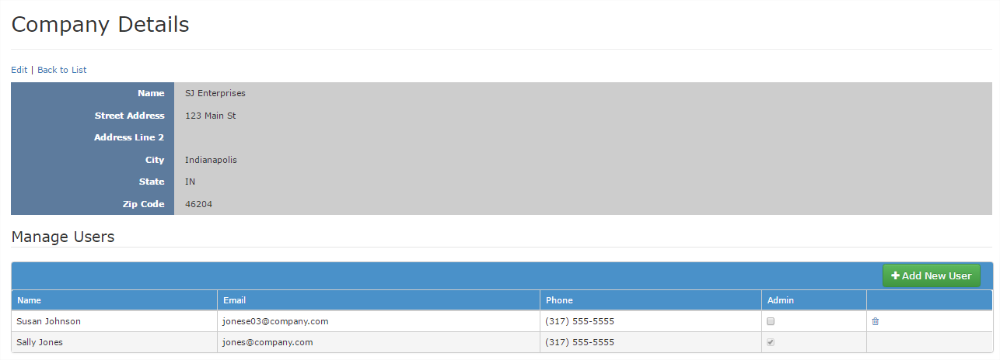 Company Details
Edit | Back to List
Name SJ Enterprises
Street Address 123 Main St
Address Line 2
City Indianapolis
State IN
Zip Code 46204
Manage Users
Add New User
Name Email Phone Admin
Susan Johnson jonese03@company.com (317) 555-5555
Sally Jones jones@company.com (317) 555-5555